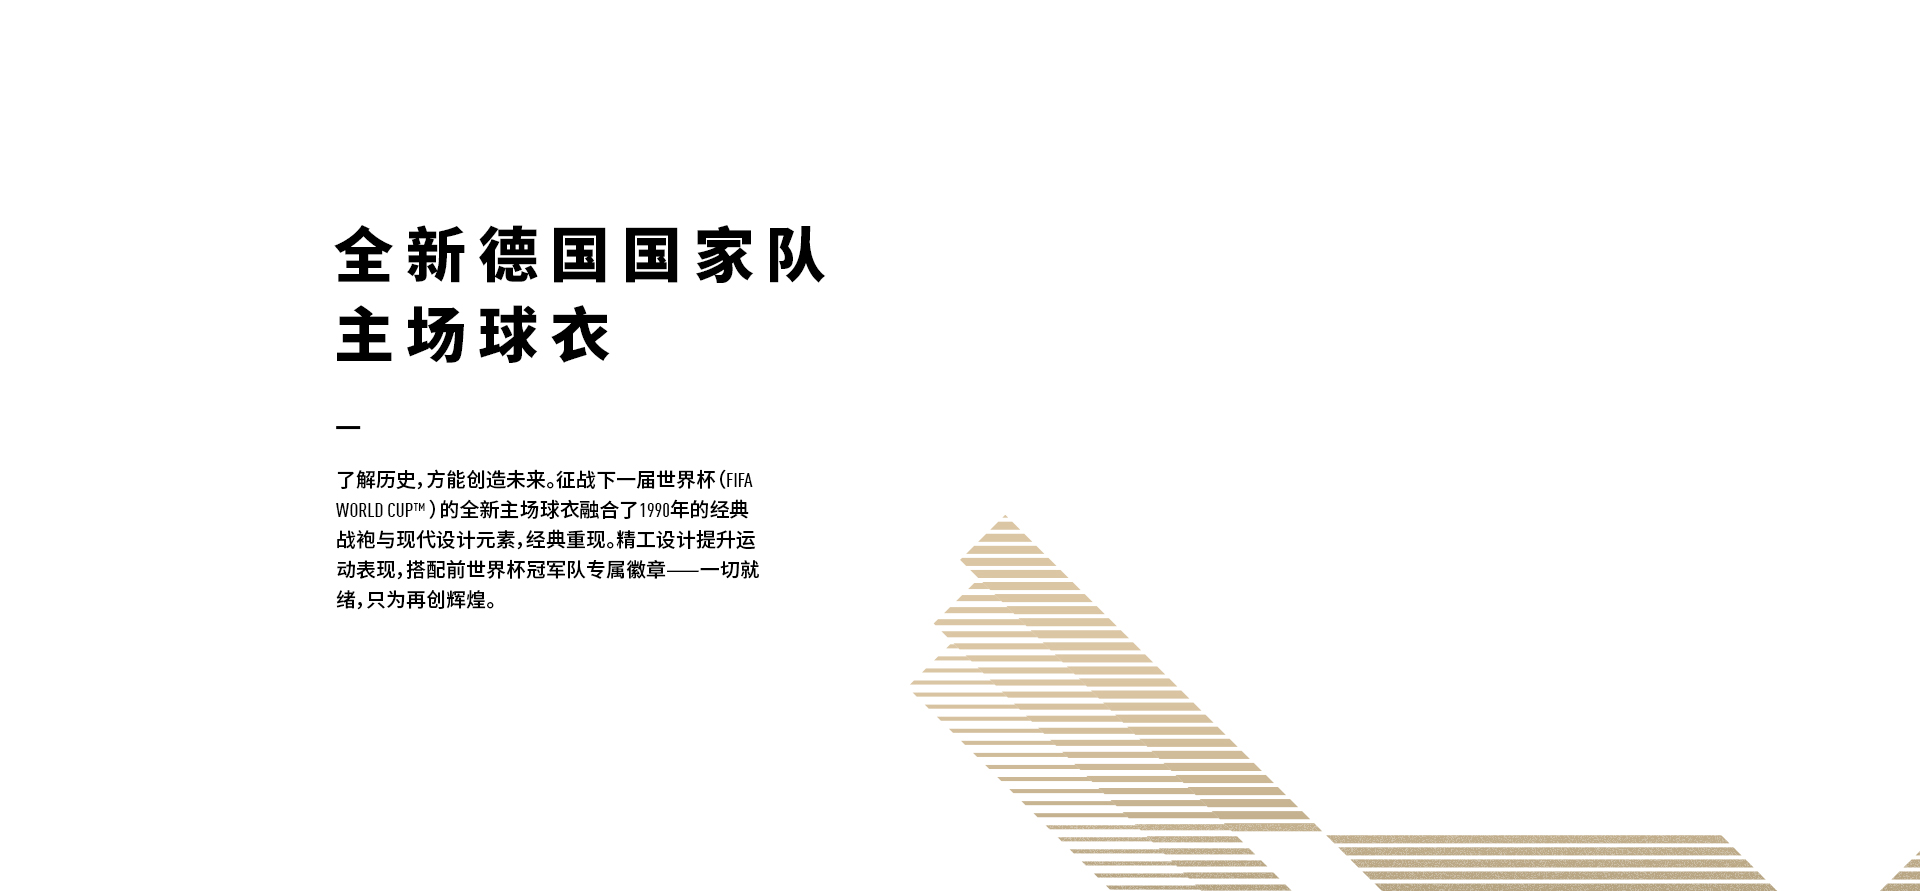 全新德国国家队
主场球衣
了解历史，方能创造未来。征战下一届世界杯（FIFA
WORLD CUP™ ）的全新主场球衣融合了1990年的经典
战袍与现代设计元素，经典重现。精工设计提升运
动表现，搭配前世界杯冠军队专属徽章——一切就
绪，只为再创辉煌。